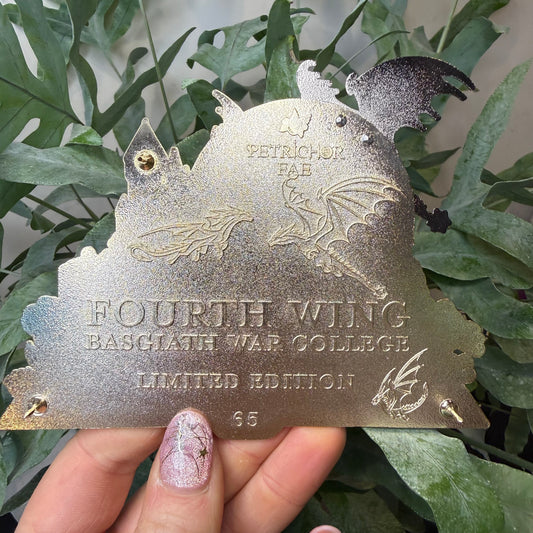 PETRICHOR
FAE
FOURTH WING
BASGIATH WAR COLLEGE
LIMITED EDITION
65